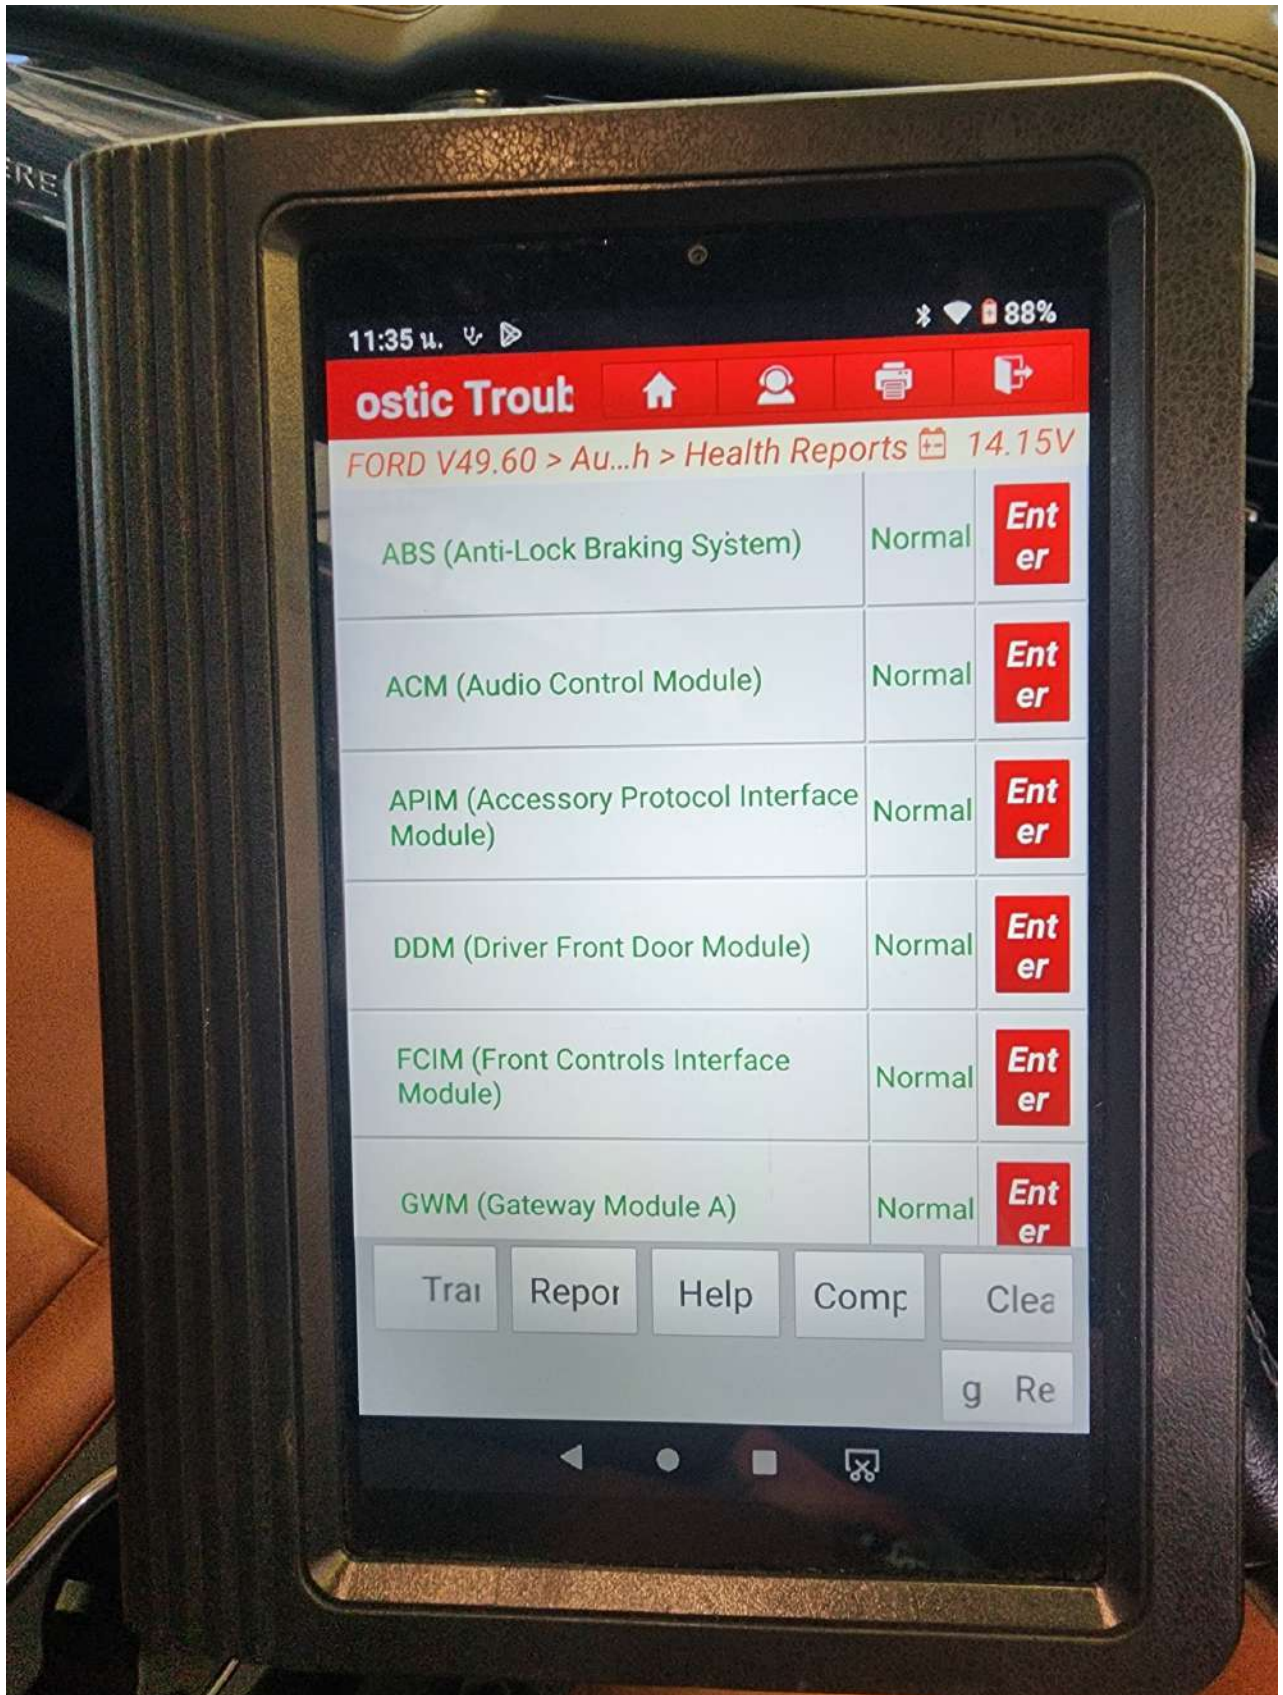 ERE
11:35 น. 88%
ostic Trouk
FORD V49.60 > Au...h > Health Reports 14.15V
ABS (Anti-Lock Braking System) Normal Ent
er
ACM (Audio Control Module) Normal Ent
er
APIM (Accessory Protocol Interface
Module) Normal Ent
er
DDM (Driver Front Door Module) Normal Ent
er
FCIM (Front Controls Interface
Module) Normal Ent
er
GWM (Gateway Module A) Normal Ent
er
Trai Repor Help Comp Clea
g Re